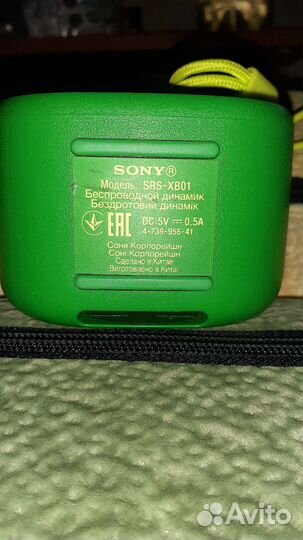 SONY®
Модель: SRS-XB01
Беспроводной динамик
Бездротовий динамік
EAC DC 5V ⎓ 0.5A
4-739-956-41
Сони Корпорейшн
Соні Корпорейшн
Сделано в Китае
Виготовлено в Китаї
Avito